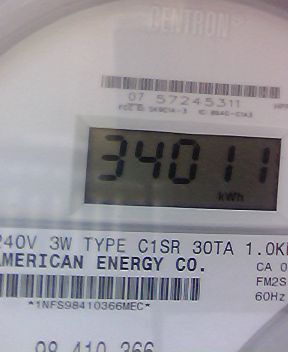 CENTRON
07 57245311
34011
kWh
240V 3W TYPE C1SR 30TA 1.0K
AMERICAN ENERGY CO.
CA 0
FM2S
60Hz
*1NFS98410366MEC*
98 410 366